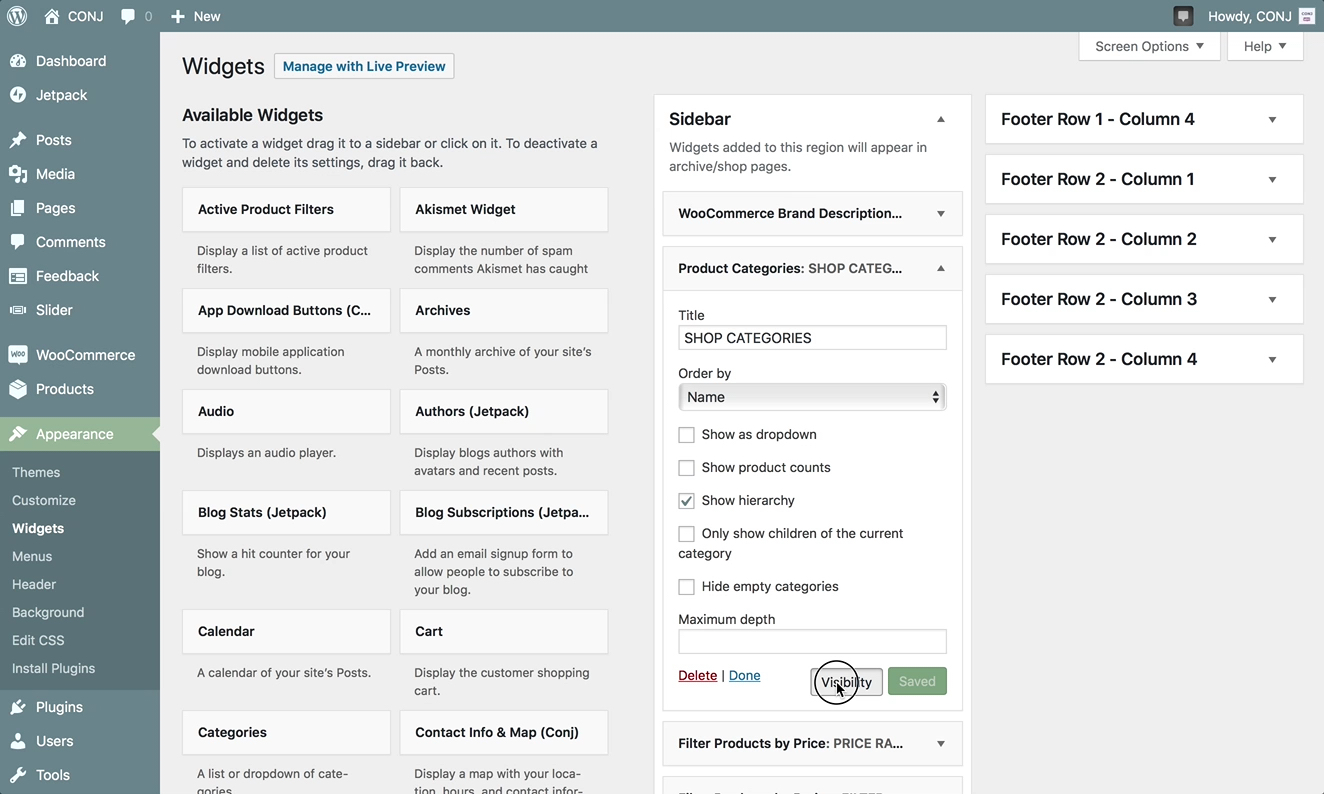 CONJ
0
New
Howdy, CONJ
Dashboard
Jetpack
Posts
Media
Pages
Comments
Feedback
Slider
WooCommerce
Products
Appearance
Themes
Customize
Widgets
Menus
Header
Background
Edit CSS
Install Plugins
Plugins
Users
Tools
Widgets
Manage with Live Preview
Screen Options ▼
Help ▼
Available Widgets
To activate a widget drag it to a sidebar or click on it. To deactivate a
widget and delete its settings, drag it back.
Active Product Filters
Display a list of active product
filters.
Akismet Widget
Display the number of spam
comments Akismet has caught
App Download Buttons (C...
Display mobile application
download buttons.
Archives
A monthly archive of your site’s
Posts.
Audio
Displays an audio player.
Authors (Jetpack)
Display blogs authors with
avatars and recent posts.
Blog Stats (Jetpack)
Show a hit counter for your
blog.
Blog Subscriptions (Jetpa...
Add an email signup form to
allow people to subscribe to
your blog.
Calendar
A calendar of your site’s Posts.
Cart
Display the customer shopping
cart.
Categories
A list or dropdown of cate-
gories.
Contact Info & Map (Conj)
Display a map with your loca-
tion, hours, and contact infor-
Sidebar
Widgets added to this region will appear in
archive/shop pages.
WooCommerce Brand Description...
Product Categories: SHOP CATEG...
Title
SHOP CATEGORIES
Order by
Name
Show as dropdown
Show product counts
Show hierarchy
Only show children of the current
category
Hide empty categories
Maximum depth
Delete | Done
Visibility
Saved
Filter Products by Price: PRICE RA...
Footer Row 1 - Column 4
Footer Row 2 - Column 1
Footer Row 2 - Column 2
Footer Row 2 - Column 3
Footer Row 2 - Column 4